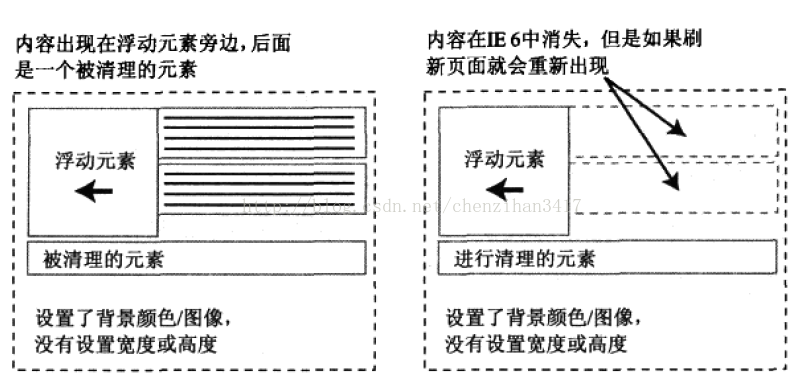 内容出现在浮动元素旁边，后面
是一个被清理的元素
浮动元素
被清理的元素
设置了背景颜色/图像，
没有设置宽度或高度
内容在IE 6中消失，但是如果刷
新页面就会重新出现
浮动元素
进行清理的元素
设置了背景颜色/图像，
没有设置宽度或高度
http://blog.csdn.net/chenzihan3417